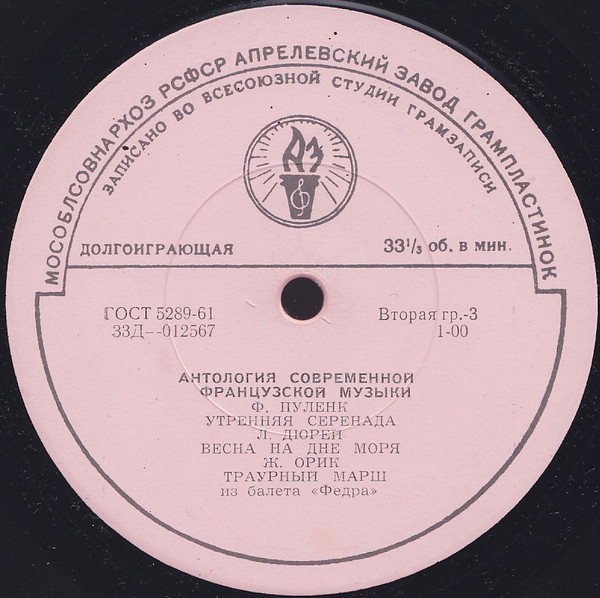 МОСОБЛСОВНАРХОЗ РСФСР АПРЕЛЕВСКИЙ ЗАВОД ГРАМПЛАСТИНОК
ЗАПИСАНО ВО ВСЕСОЮЗНОЙ СТУДИИ ГРАМЗАПИСИ
АЗ
ДОЛГОИГРАЮЩАЯ 33⅓ об. в мин.
ГОСТ 5289-61 Вторая гр.-3
33Д—012567 1-00
АНТОЛОГИЯ СОВРЕМЕННОЙ
ФРАНЦУЗСКОЙ МУЗЫКИ
Ф. ПУЛЕНК
УТРЕННЯЯ СЕРЕНАДА
Л. ДЮРЕЙ
ВЕСНА НА ДНЕ МОРЯ
Ж. ОРИК
ТРАУРНЫЙ МАРШ
из балета «Федра»